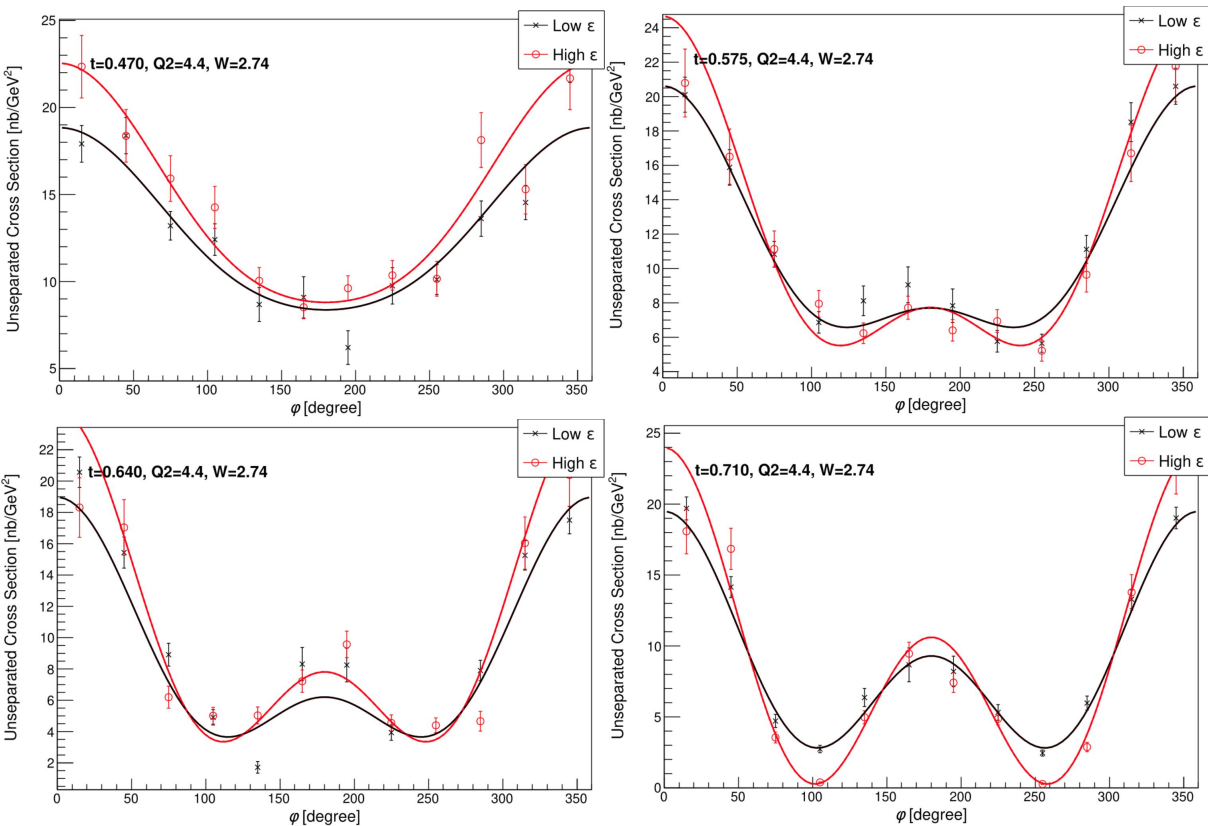 25
20
15
10
5
Unseparated Cross Section [nb/GeV²]
t=0.470, Q2=4.4, W=2.74
Low ε
High ε
0 50 100 150 200 250 300 350
φ [degree]
24
22
20
18
16
14
12
10
8
6
4
Unseparated Cross Section [nb/GeV²]
t=0.575, Q2=4.4, W=2.74
Low ε
High ε
0 50 100 150 200 250 300 350
φ [degree]
22
20
18
16
14
12
10
8
6
4
2
Unseparated Cross Section [nb/GeV²]
t=0.640, Q2=4.4, W=2.74
Low ε
High ε
0 50 100 150 200 250 300 350
φ [degree]
25
20
15
10
5
0
Unseparated Cross Section [nb/GeV²]
t=0.710, Q2=4.4, W=2.74
Low ε
High ε
0 50 100 150 200 250 300 350
φ [degree]